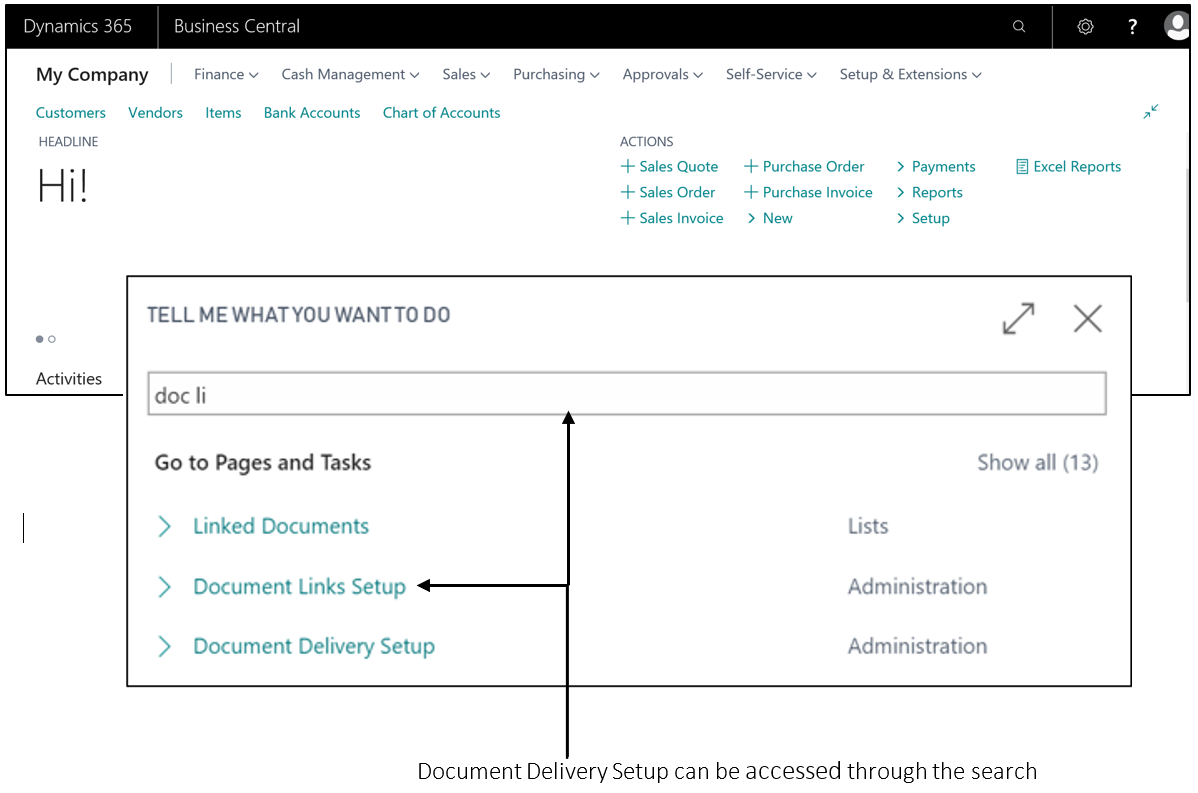 Dynamics 365 Business Central ?
My Company Finance Cash Management Sales Purchasing Approvals Self-Service Setup & Extensions
Customers Vendors Items Bank Accounts Chart of Accounts
HEADLINE
Hi!
ACTIONS
+ Sales Quote + Purchase Order > Payments Excel Reports
+ Sales Order + Purchase Invoice > Reports
+ Sales Invoice > New > Setup
Activities
TELL ME WHAT YOU WANT TO DO
doc li
Go to Pages and Tasks Show all (13)
> Linked Documents Lists
> Document Links Setup Administration
> Document Delivery Setup Administration
Document Delivery Setup can be accessed through the search